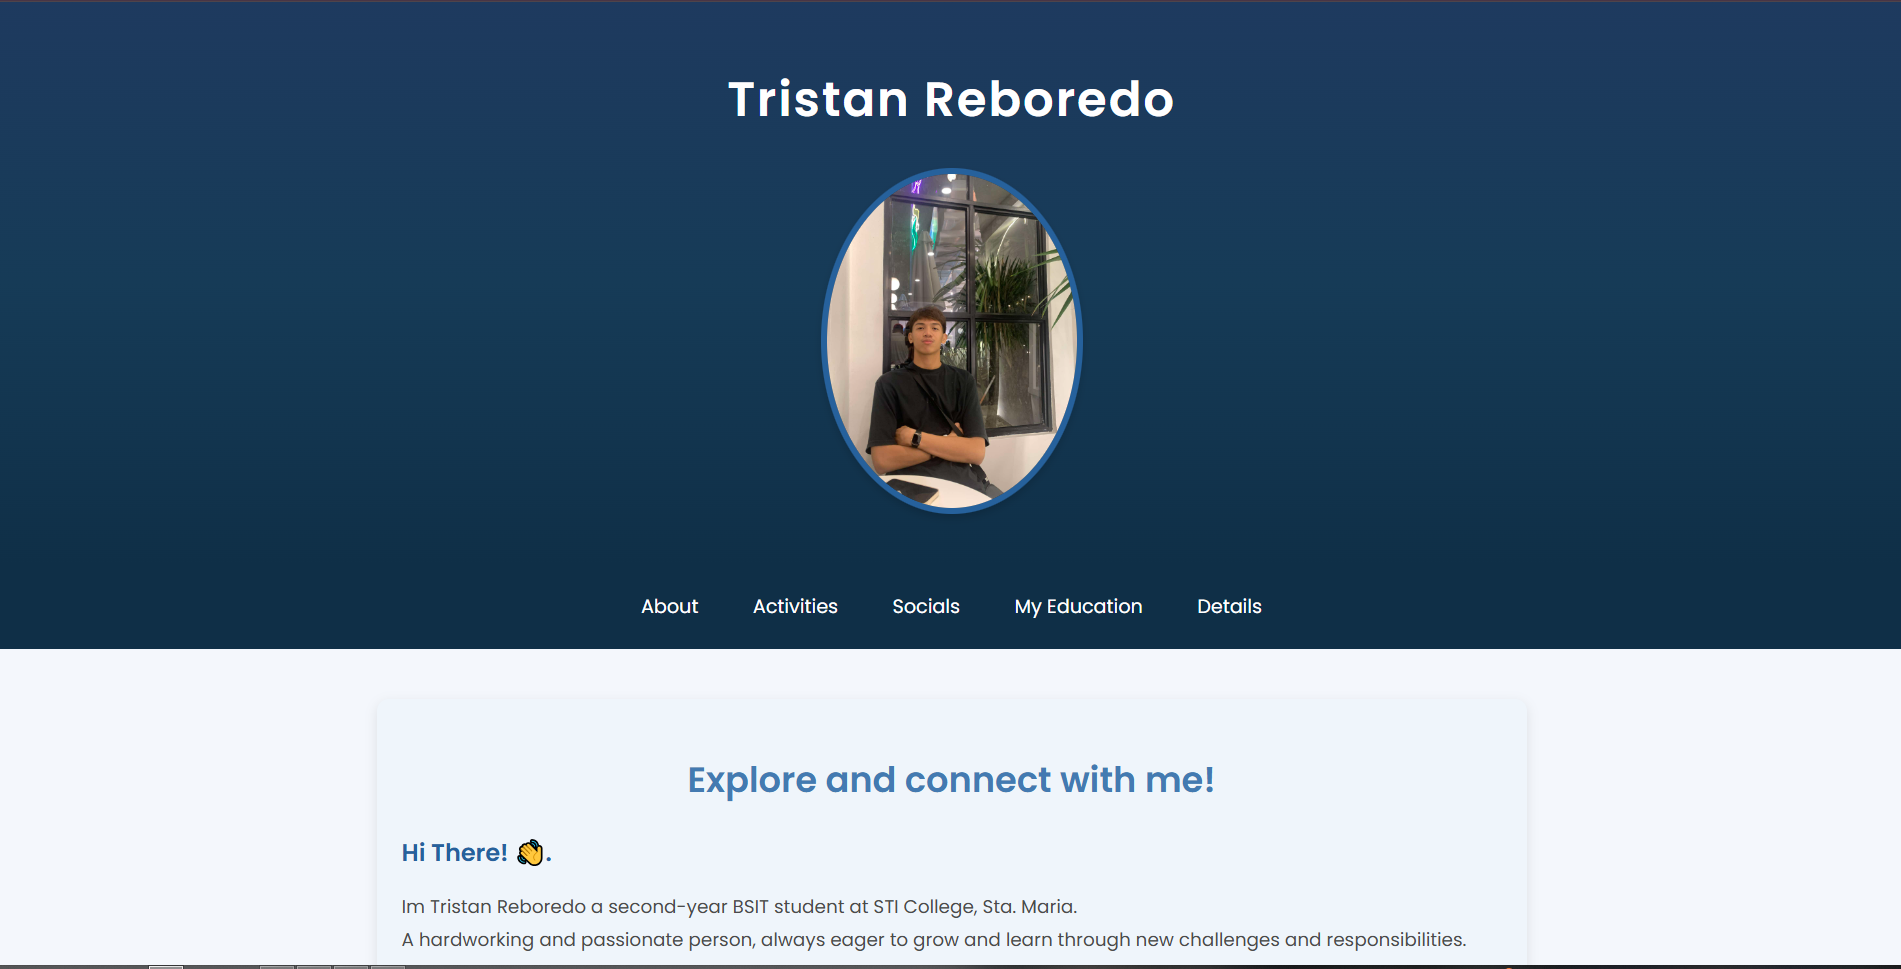 Tristan Reboredo
About Activities Socials My Education Details
Explore and connect with me!
Hi There! 👋.
Im Tristan Reboredo a second-year BSIT student at STI College, Sta. Maria.
A hardworking and passionate person, always eager to grow and learn through new challenges and responsibilities.